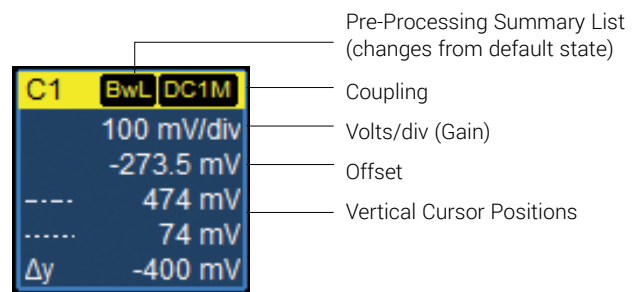 Pre-Processing Summary List
(changes from default state)
C1 BwL DC1M
Coupling
100 mV/div
Volts/div (Gain)
-273.5 mV
Offset
474 mV
Vertical Cursor Positions
74 mV
Δy -400 mV